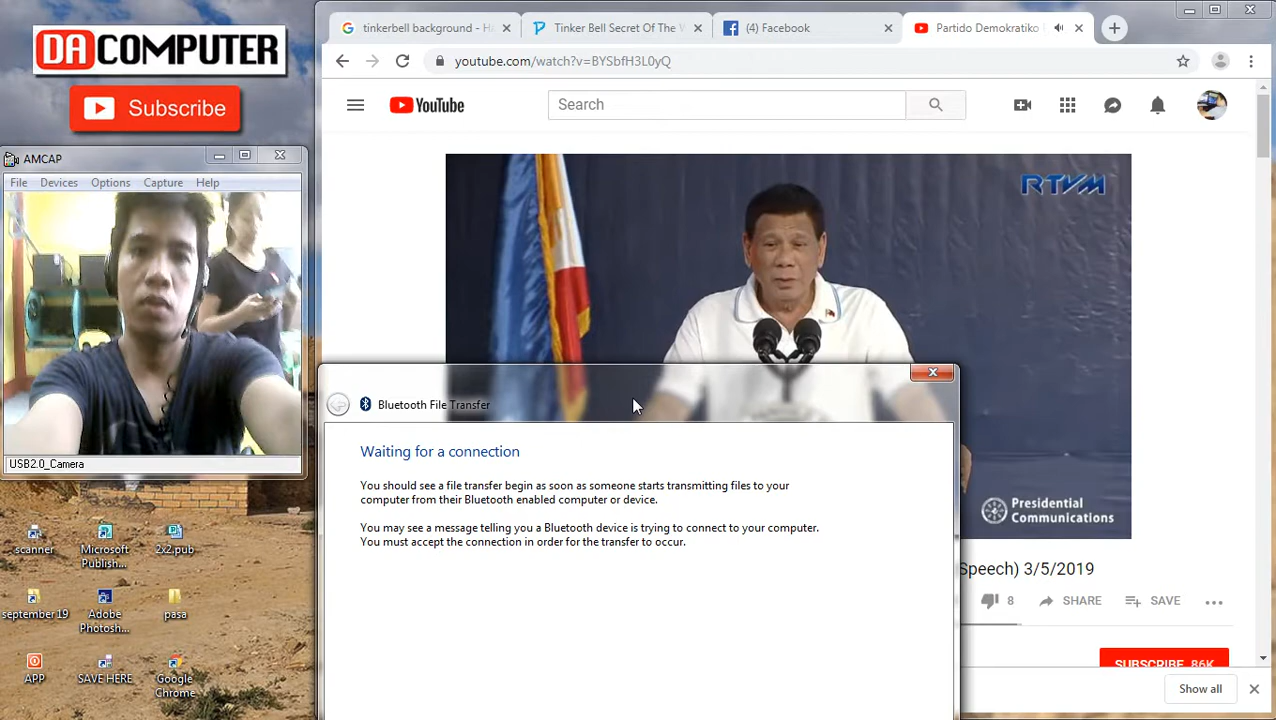 DACOMPUTER
Subscribe
AMCAP
File Devices Options Capture Help
USB2.0_Camera
scanner
Microsoft
Publish...
2x2.pub
september 19
Adobe
Photosh...
pasa
APP
SAVE HERE
Google
Chrome
tinkerbell background - H
Tinker Bell Secret Of The W
(4) Facebook
Partido Demokratiko
youtube.com/watch?v=BYSbfH3L0yQ
YouTube
Search
RTVM
Presidential
Communications
Speech) 3/5/2019
8 SHARE SAVE
SUBSCRIBE 86K
Show all
Bluetooth File Transfer
Waiting for a connection
You should see a file transfer begin as soon as someone starts transmitting files to your
computer from their Bluetooth enabled computer or device.
You may see a message telling you a Bluetooth device is trying to connect to your computer.
You must accept the connection in order for the transfer to occur.